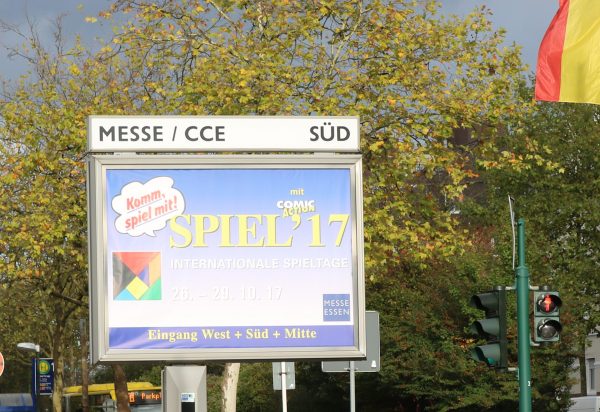 MESSE / CCE SÜD
Komm,
spiel mit!
mit
COMIC
ACTION
SPIEL'17
INTERNATIONALE SPIELTAGE
26. – 29. 10. 17
MESSE
ESSEN
Eingang West + Süd + Mitte